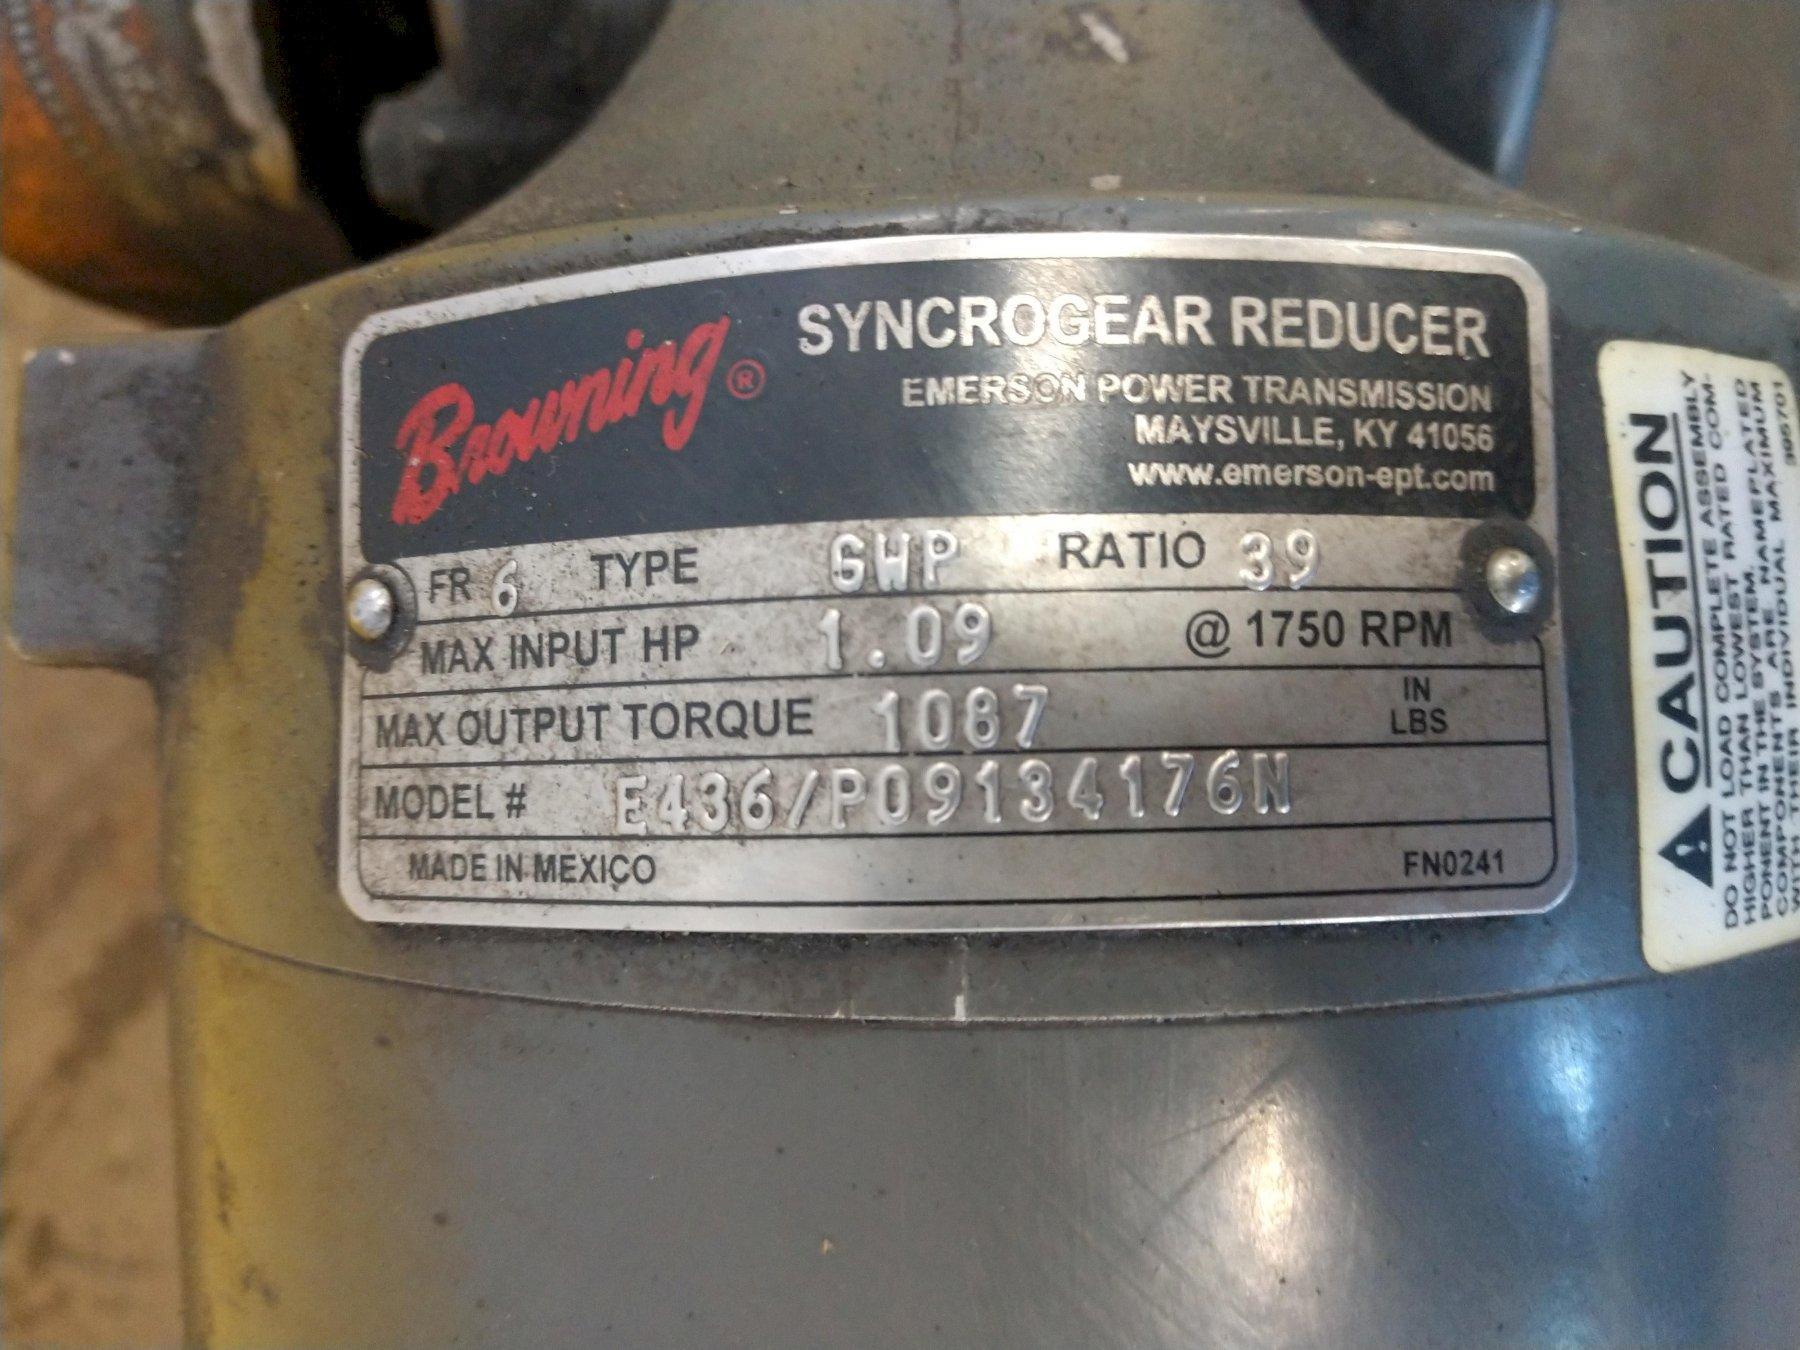 Browning®
SYNCROGEAR REDUCER
EMERSON POWER TRANSMISSION
MAYSVILLE, KY 41056
www.emerson-ept.com
FR 6 TYPE GWP RATIO 39
MAX INPUT HP 1.09 @ 1750 RPM
MAX OUTPUT TORQUE 1087 IN LBS
MODEL # E436/P09134176N
MADE IN MEXICO FN0241
CAUTION
DO NOT LOAD COMPLETE ASSEMBLY
HIGHER THAN LOWEST RATED COM-
PONENT IN THE SYSTEM. NAMEPLATED
COMPONENTS ARE MAXIMUM
WITH THEIR INDIVIDUAL
395701